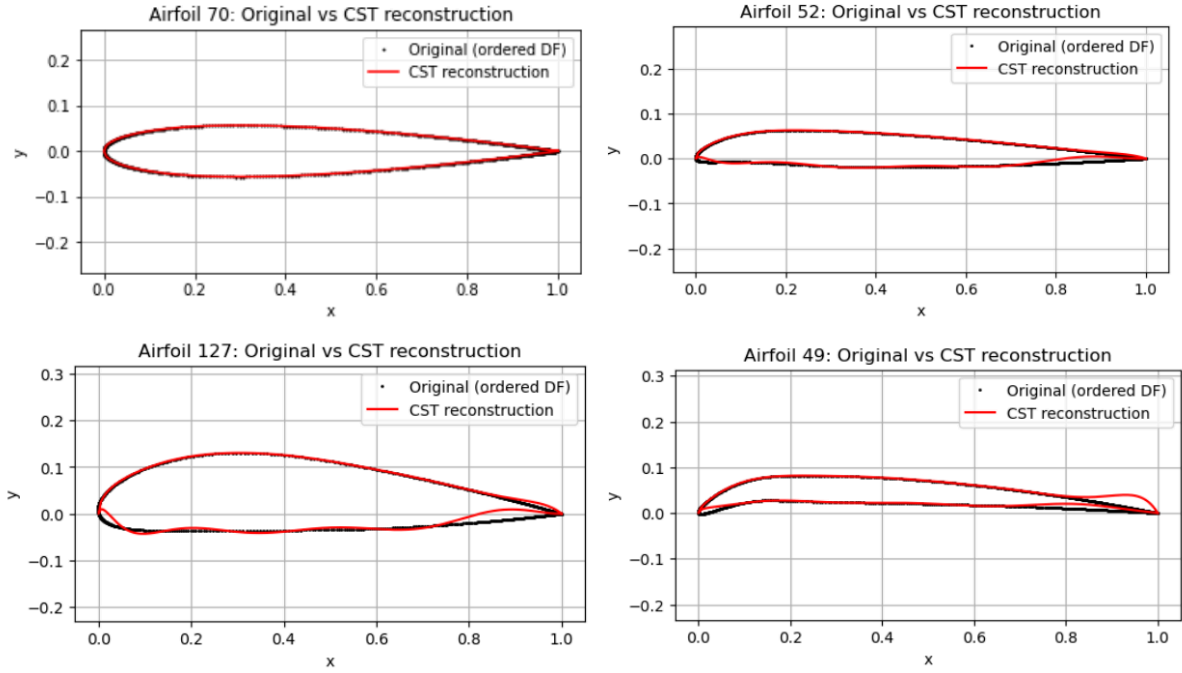 Airfoil 70: Original vs CST reconstruction
Original (ordered DF)
CST reconstruction
0.2
0.1
0.0
−0.1
−0.2
y
0.0 0.2 0.4 0.6 0.8 1.0
x
Airfoil 52: Original vs CST reconstruction
Original (ordered DF)
CST reconstruction
0.2
0.1
0.0
−0.1
−0.2
y
0.0 0.2 0.4 0.6 0.8 1.0
x
Airfoil 127: Original vs CST reconstruction
Original (ordered DF)
CST reconstruction
0.3
0.2
0.1
0.0
−0.1
−0.2
y
0.0 0.2 0.4 0.6 0.8 1.0
x
Airfoil 49: Original vs CST reconstruction
Original (ordered DF)
CST reconstruction
0.3
0.2
0.1
0.0
−0.1
−0.2
y
0.0 0.2 0.4 0.6 0.8 1.0
x